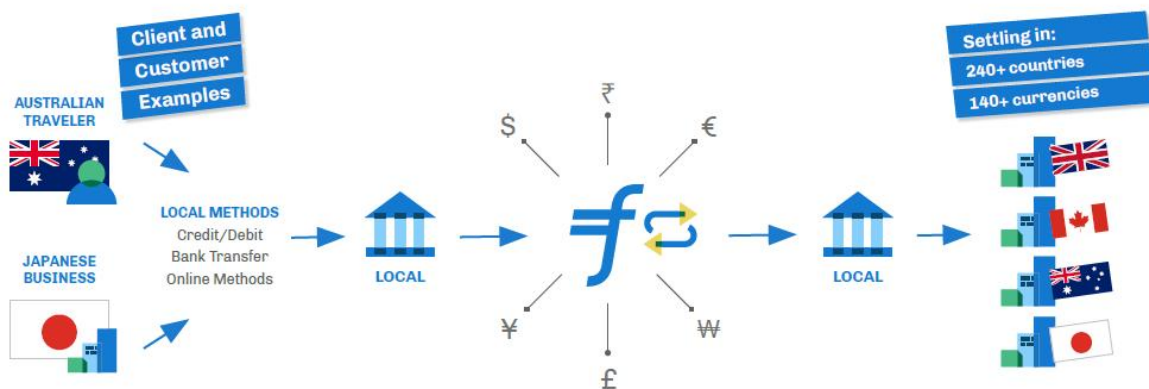 Client and
Customer
Examples
AUSTRALIAN
TRAVELER
JAPANESE
BUSINESS
LOCAL METHODS
Credit/Debit
Bank Transfer
Online Methods
LOCAL
$
₹
€
¥
£
₩
LOCAL
Settling in:
240+ countries
140+ currencies